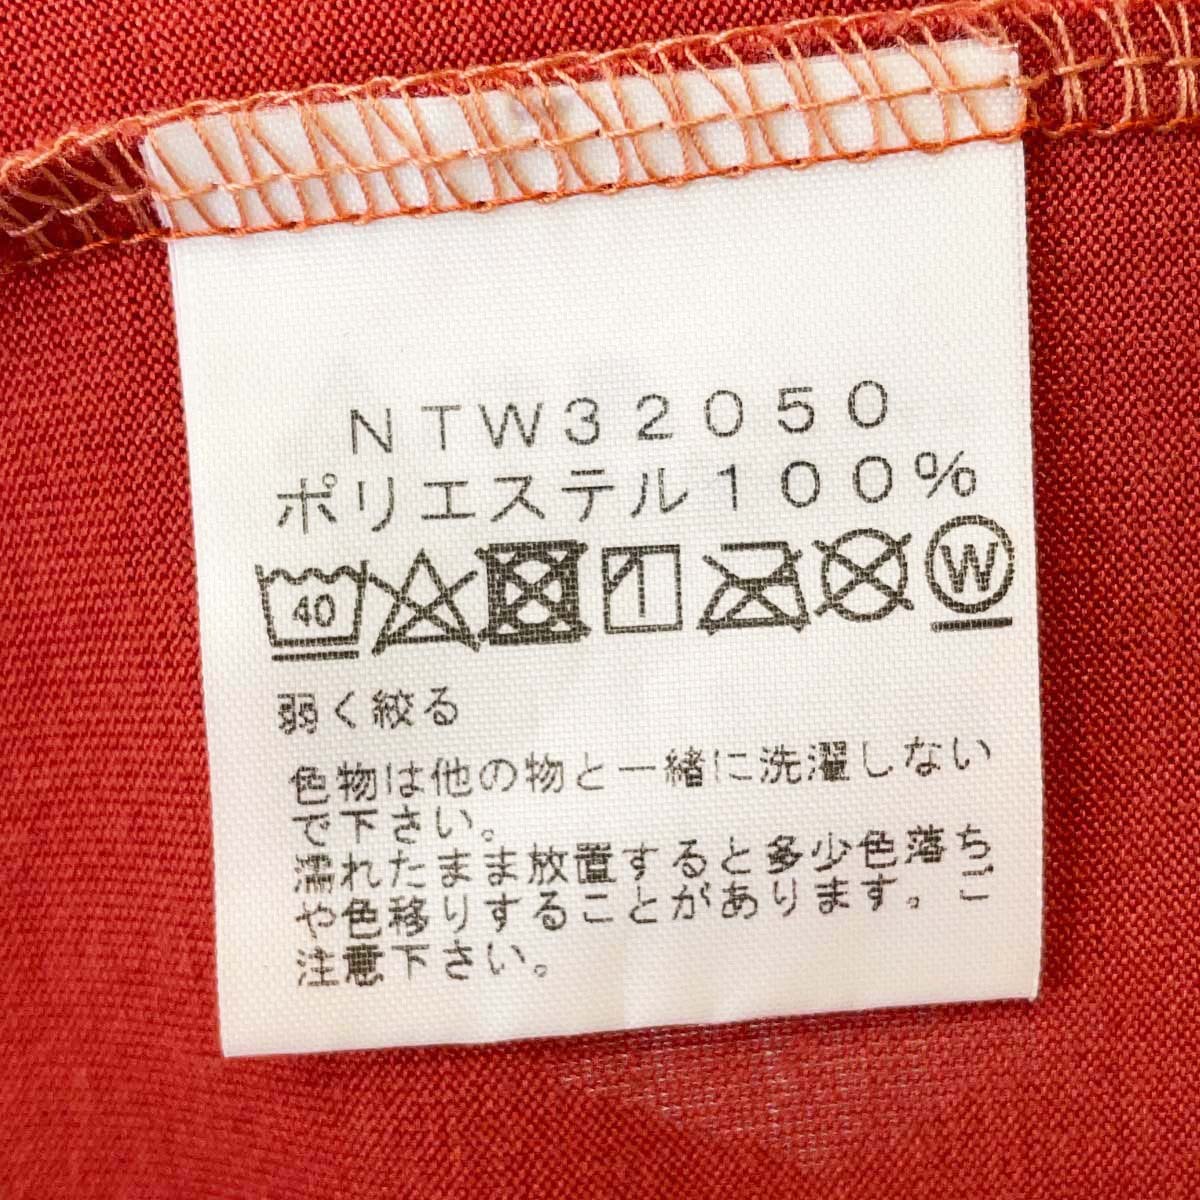 NTW32050
ポリエステル100%
40 W
弱く絞る
色物は他の物と一緒に洗濯しない
で下さい。
濡れたまま放置すると多少色落ち
や色移りすることがあります。ご
注意下さい。